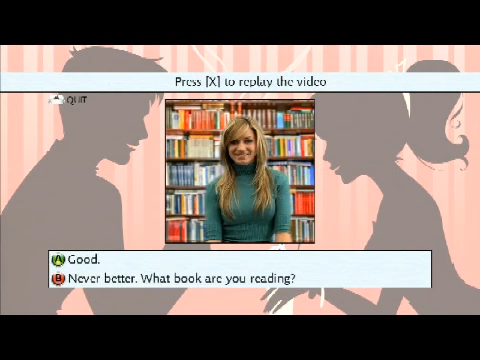 Press [X] to replay the video
QUIT
A Good.
B Never better. What book are you reading?